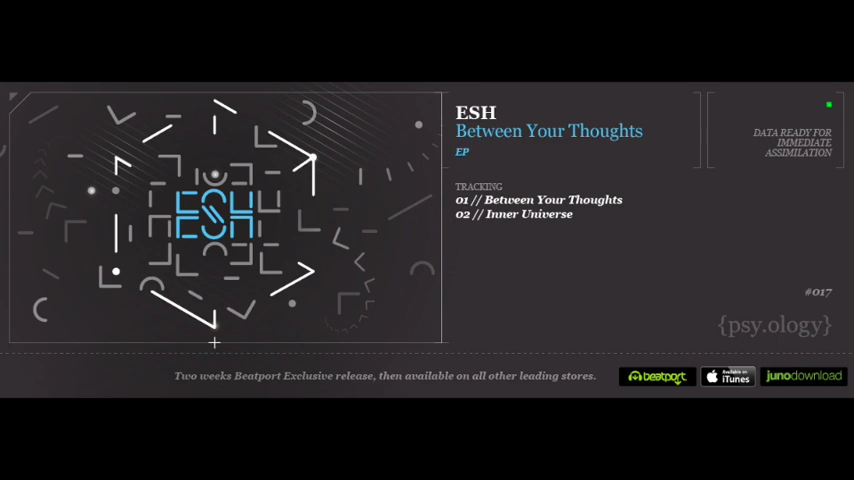 ESH
ESH
ESH
Between Your Thoughts
EP
TRACKING
01 // Between Your Thoughts
02 // Inner Universe
DATA READY FOR
IMMEDIATE
ASSIMILATION
#017
{psy.ology}
Two weeks Beatport Exclusive release, then available on all other leading stores.
beatport
Available on
iTunes
junodownload